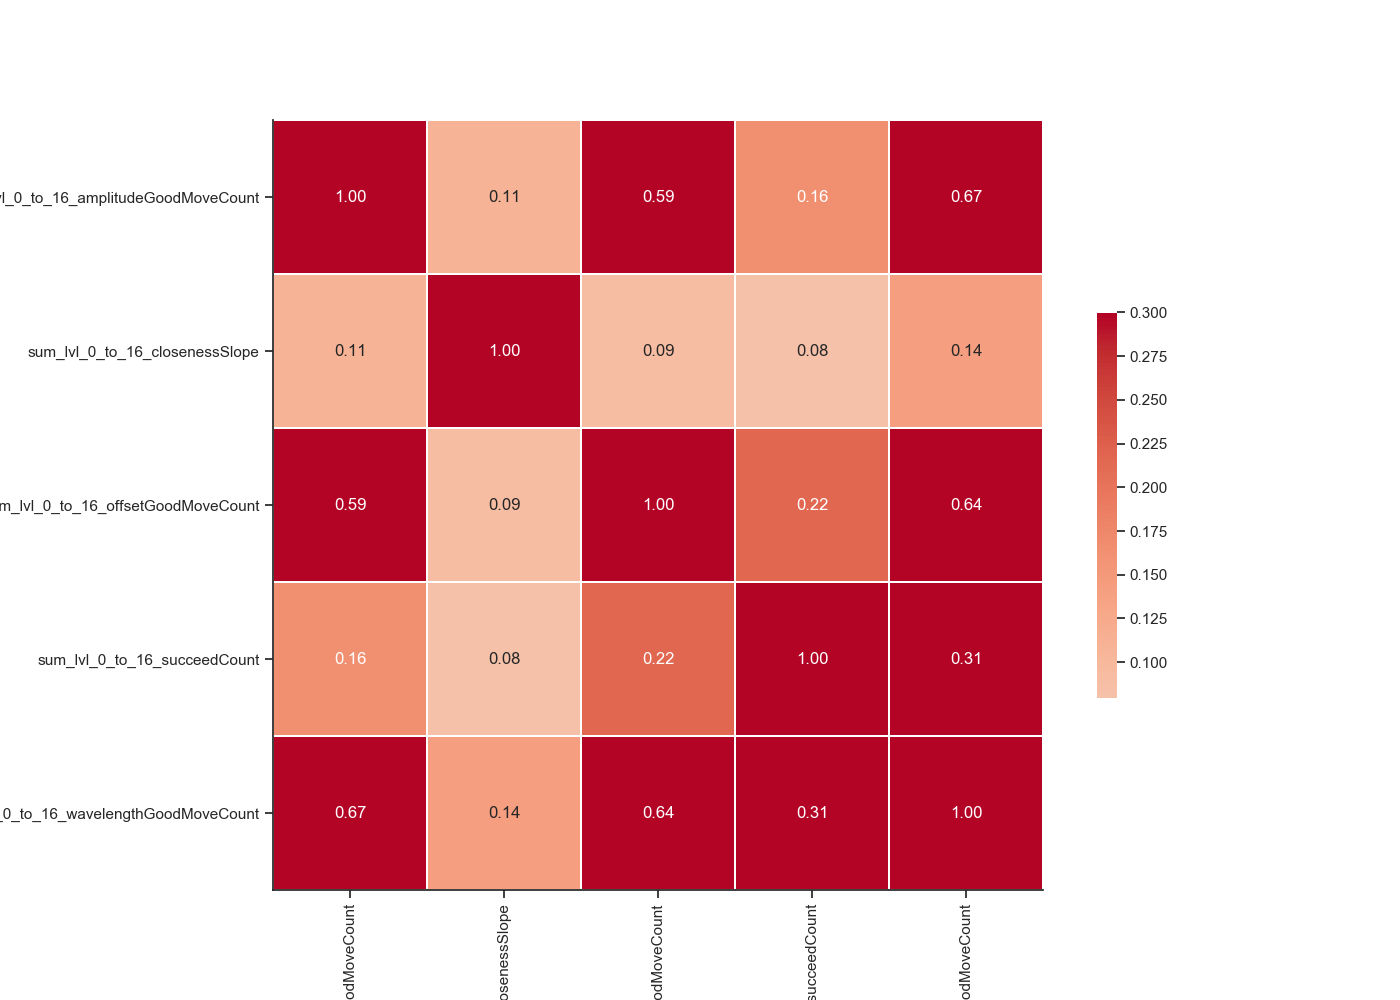 l_0_to_16_amplitudeGoodMoveCount
1.00 0.11 0.59 0.16 0.67
sum_lvl_0_to_16_closenessSlope
0.11 1.00 0.09 0.08 0.14
m_lvl_0_to_16_offsetGoodMoveCount
0.59 0.09 1.00 0.22 0.64
sum_lvl_0_to_16_succeedCount
0.16 0.08 0.22 1.00 0.31
_0_to_16_wavelengthGoodMoveCount
0.67 0.14 0.64 0.31 1.00
odMoveCount
osenessSlope
odMoveCount
succeedCount
odMoveCount
0.300
0.275
0.250
0.225
0.200
0.175
0.150
0.125
0.100